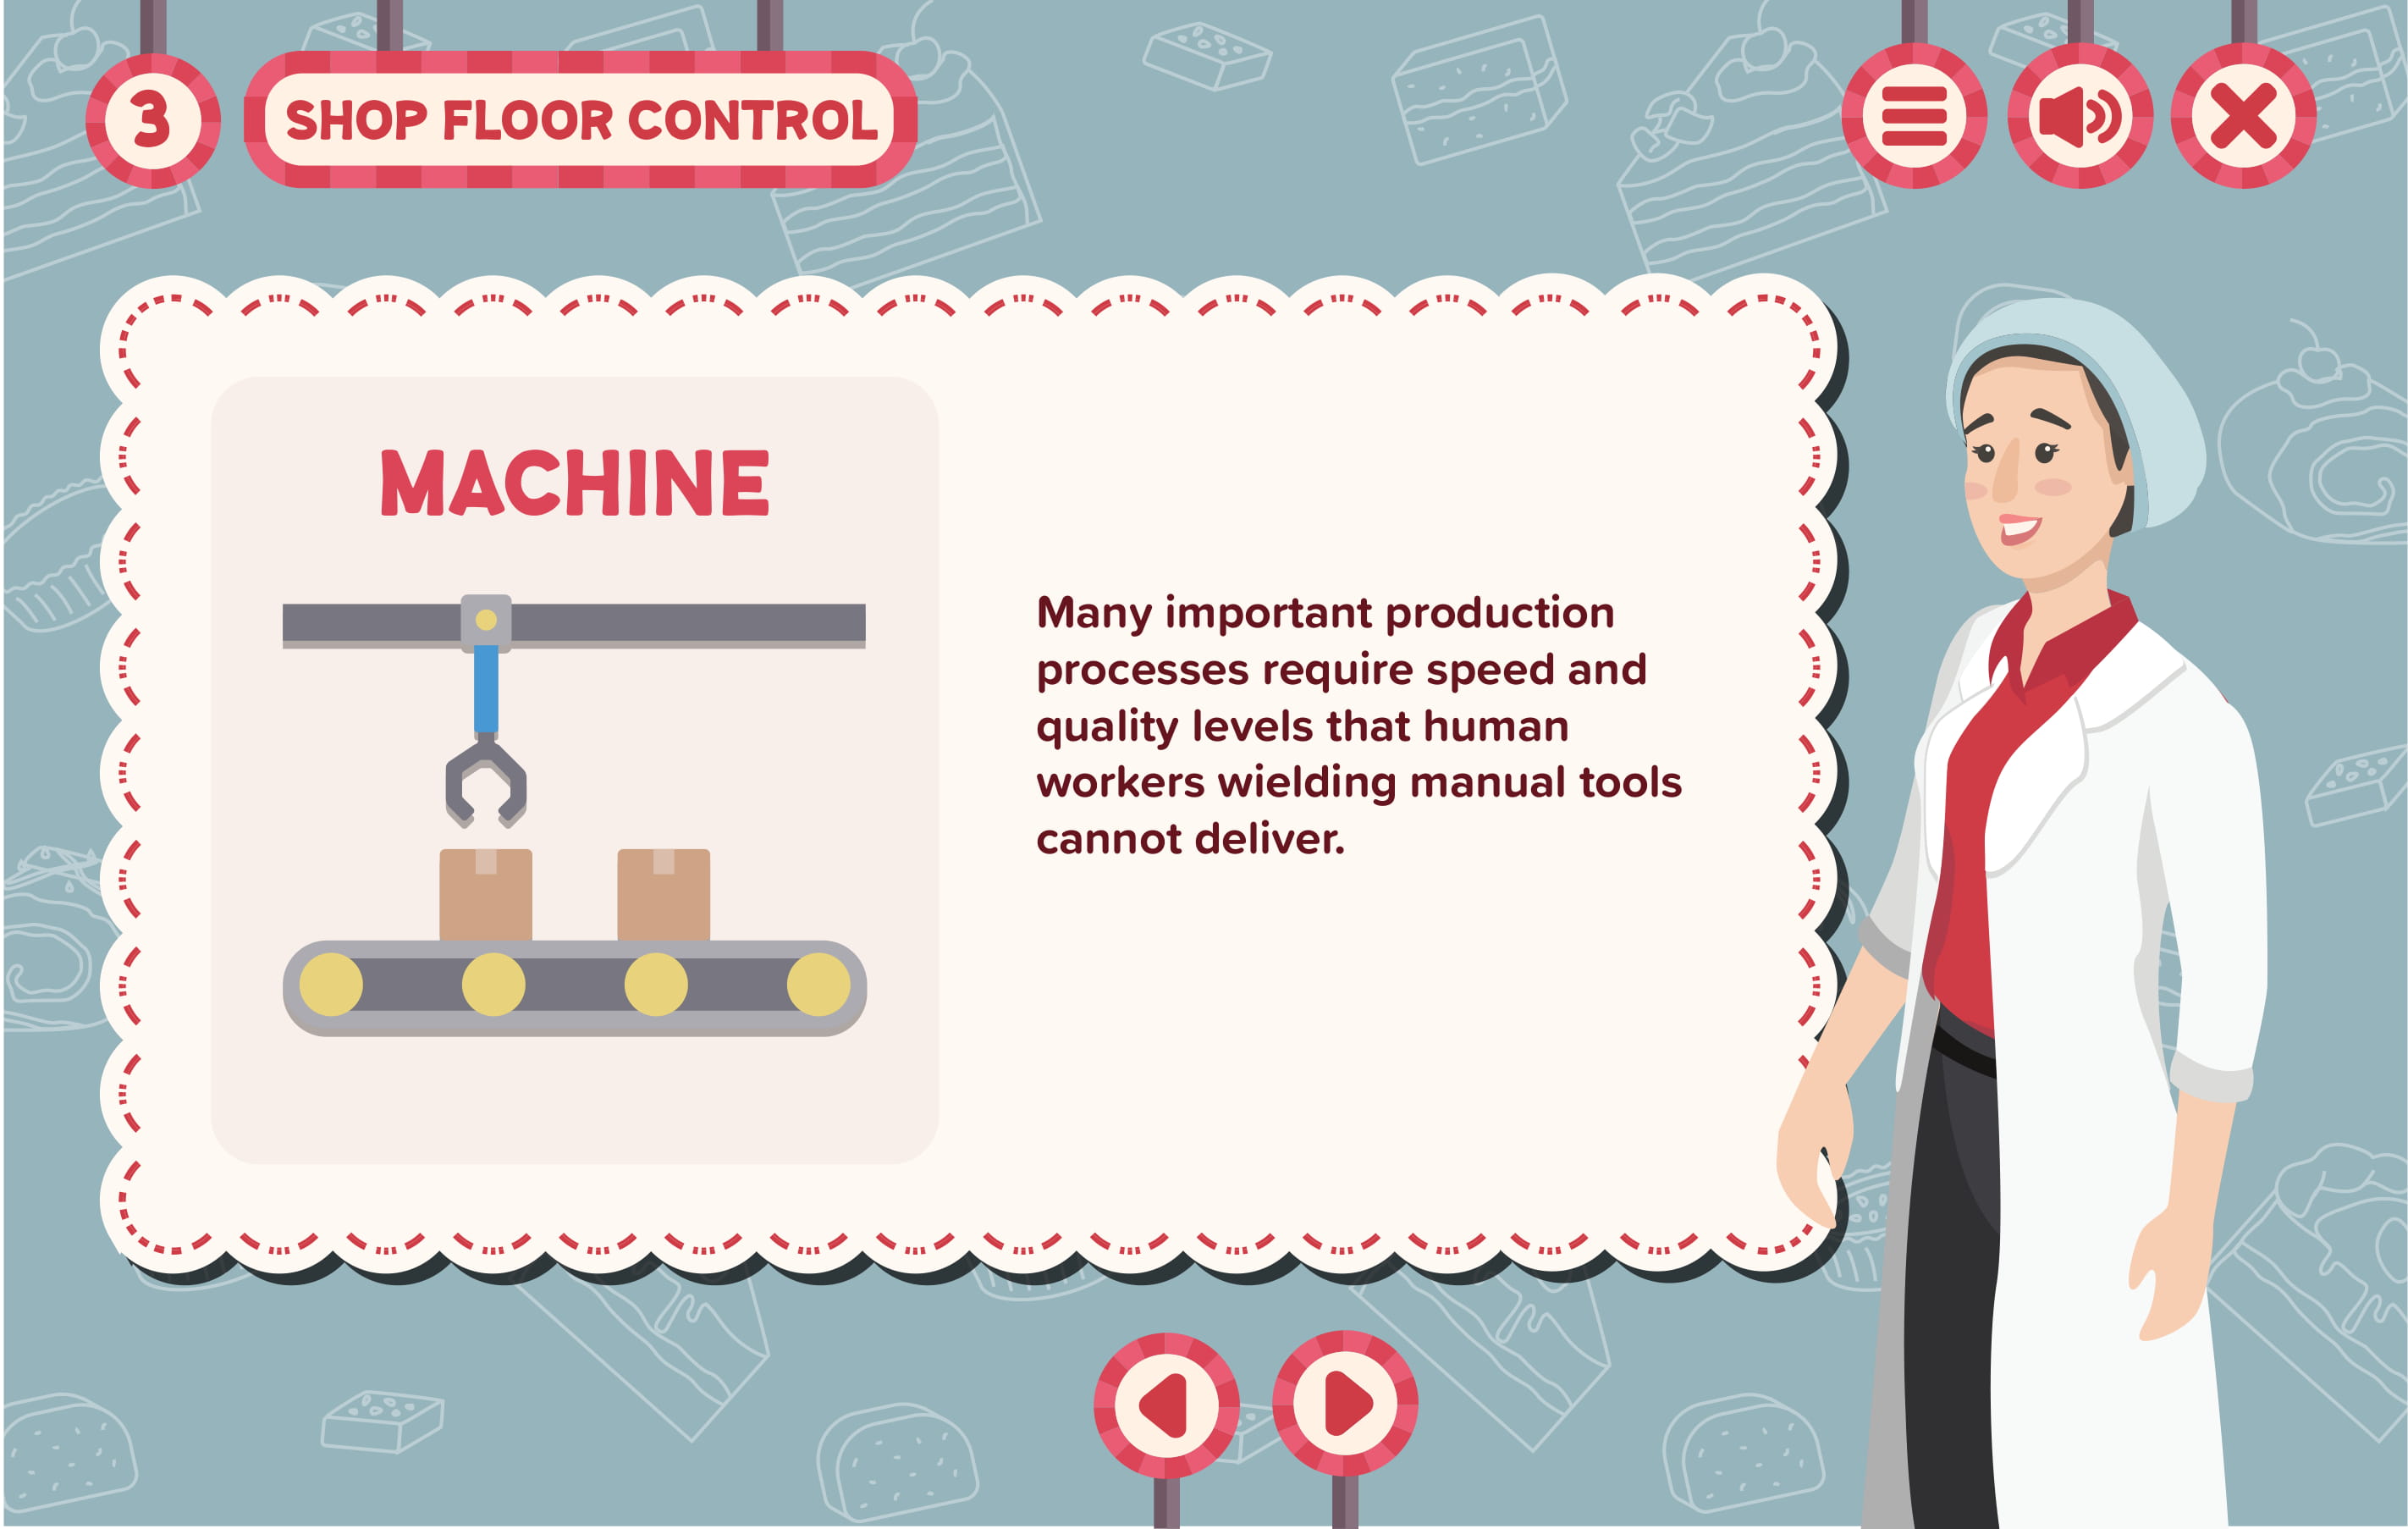 3
SHOP FLOOR CONTROL
MACHINE
Many important production
processes require speed and
quality levels that human
workers wielding manual tools
cannot deliver.